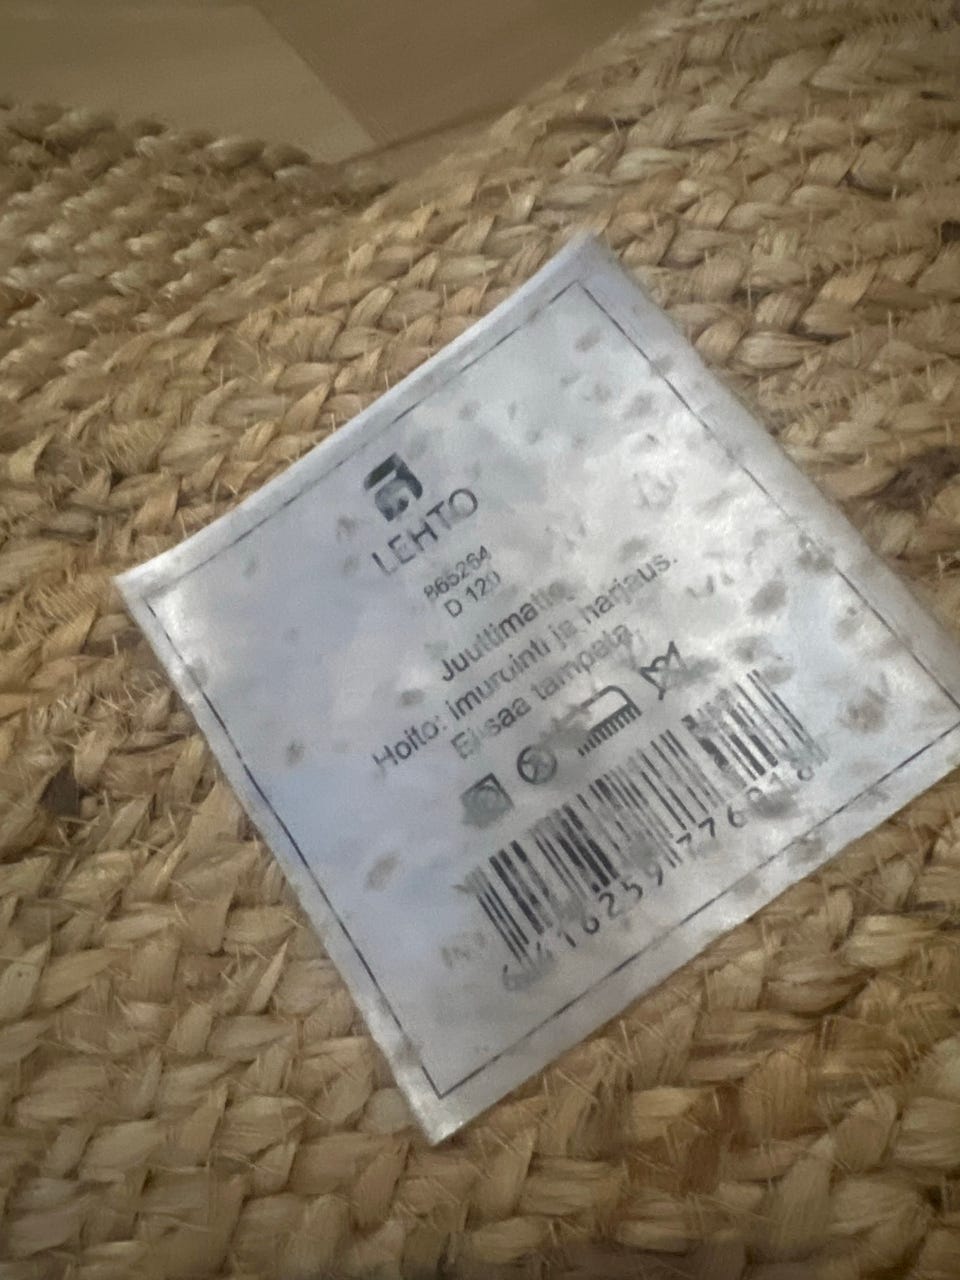 LEHTO
865264
D 120
Juuttimatto
Hoito: imurointi ja harjaus.
Ei saa tampata.